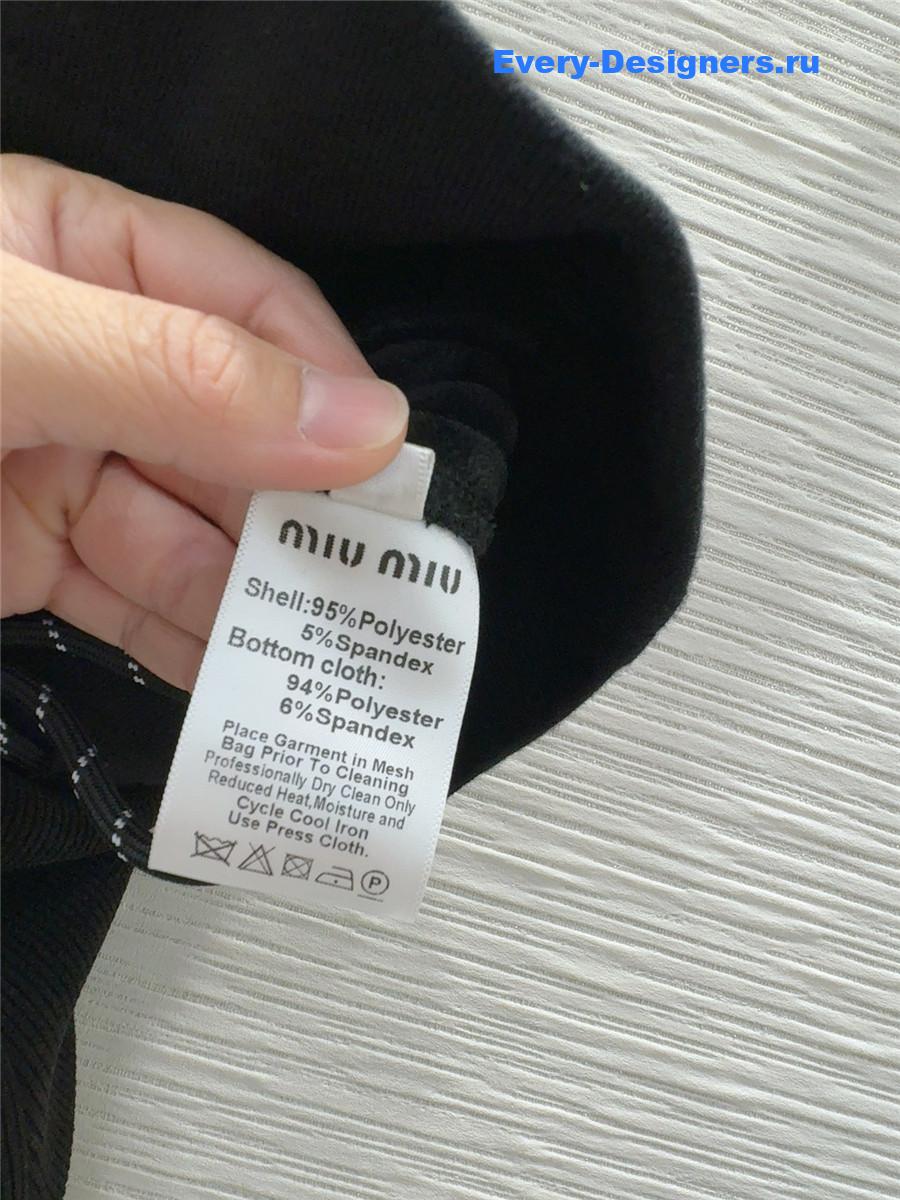 Every-Designers.ru
miu miu
Shell:95%Polyester
5%Spandex
Bottom cloth:
94%Polyester
6%Spandex
Place Garment in Mesh
Bag Prior To Cleaning
Professionally Dry Clean Only
Reduced Heat,Moisture and
Cycle Cool Iron
Use Press Cloth.
P